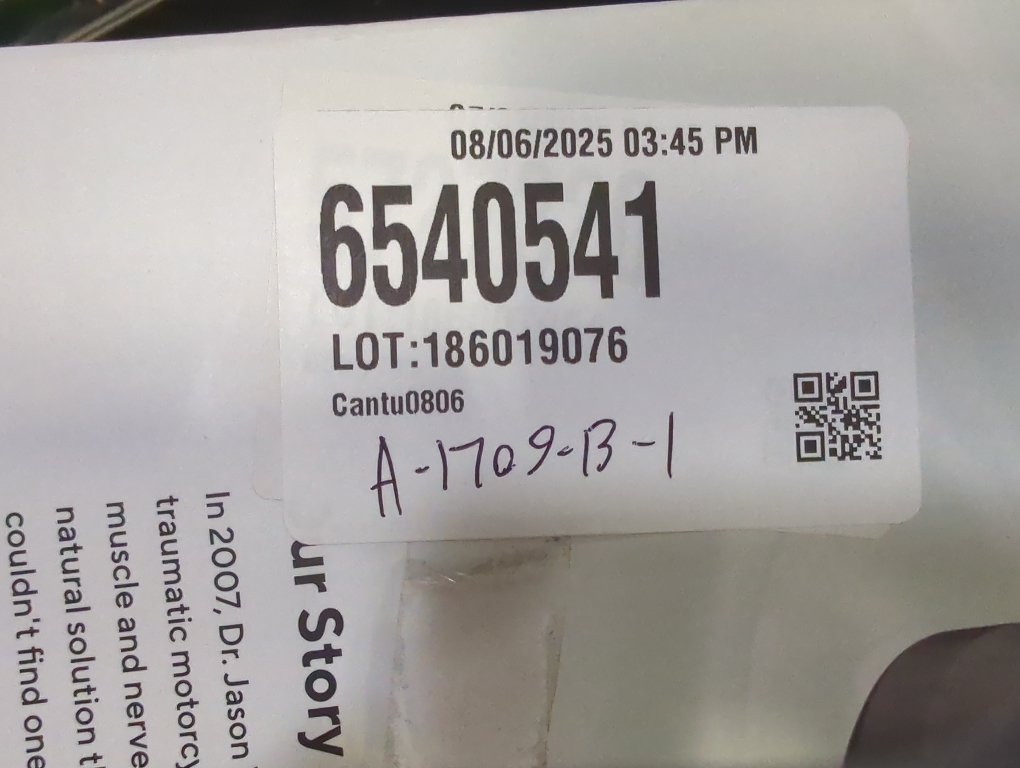 08/06/2025 03:45 PM
6540541
LOT:186019076
Cantu0806
A-1709-B-1
ur Story
In 2007, Dr. Jason
traumatic motorcy
muscle and nerve
natural solution t
couldn't find one